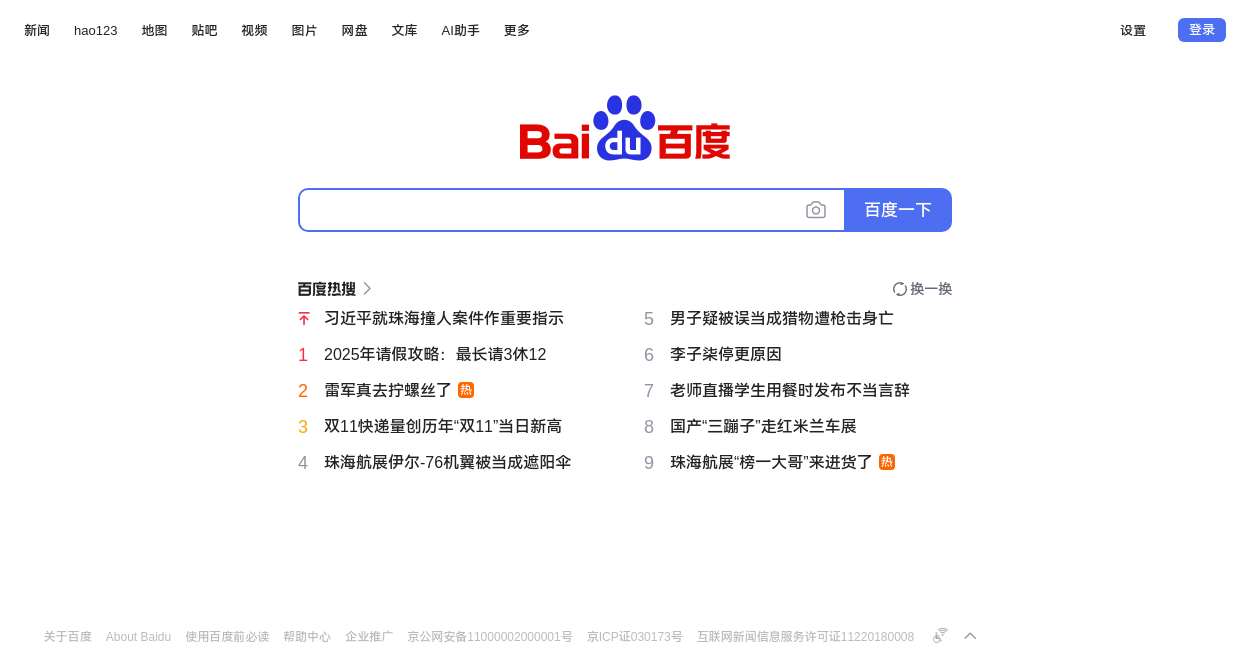 新闻 hao123 地图 贴吧 视频 图片 网盘 文库 AI助手 更多 设置 登录
Bai du 百度
百度一下
百度热搜 换一换
习近平就珠海撞人案件作重要指示
1 2025年请假攻略：最长请3休12
2 雷军真去拧螺丝了 热
3 双11快递量创历年“双11”当日新高
4 珠海航展伊尔-76机翼被当成遮阳伞
5 男子疑被误当成猎物遭枪击身亡
6 李子柒停更原因
7 老师直播学生用餐时发布不当言辞
8 国产“三蹦子”走红米兰车展
9 珠海航展“榜一大哥”来进货了 热
关于百度 About Baidu 使用百度前必读 帮助中心 企业推广 京公网安备11000002000001号 京ICP证030173号 互联网新闻信息服务许可证11220180008